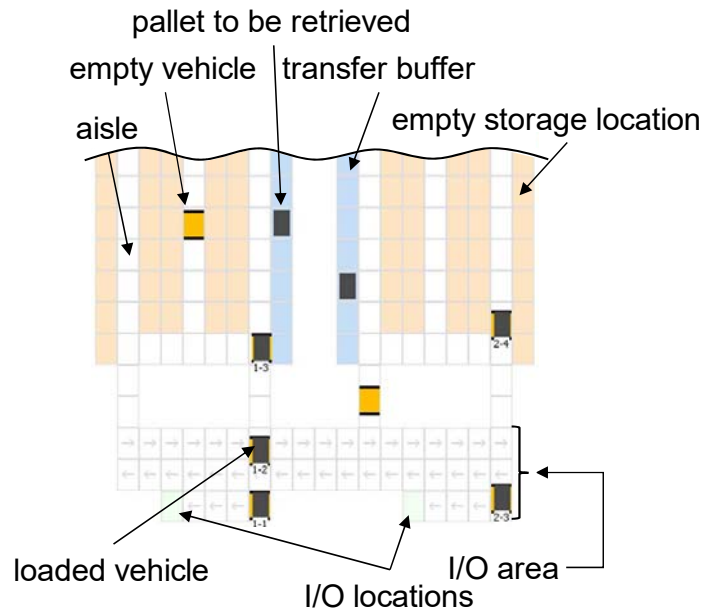 pallet to be retrieved
empty vehicle
transfer buffer
empty storage location
aisle
2-4
1-3
1-2
1-1
2-3
loaded vehicle
I/O locations
I/O area